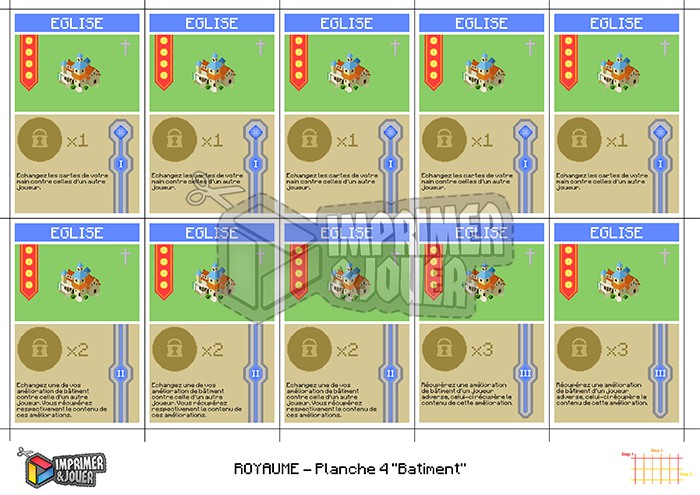 EGLISE
EGLISE
EGLISE
EGLISE
EGLISE
x1
x1
x1
x1
x1
I
I
I
I
I
Echangez les cartes de votre
main contre celles d'un autre
joueur.
Echangez les cartes de votre
main contre celles d'un autre
joueur.
Echangez les cartes de votre
main contre celles d'un autre
joueur.
Echangez les cartes de votre
main contre celles d'un autre
joueur.
Echangez les cartes de votre
main contre celles d'un autre
joueur.
IMPRIMER
&JOUER
EGLISE
EGLISE
EGLISE
EGLISE
EGLISE
x2
x2
x2
x3
x3
II
II
II
III
III
Echangez une de vos
amélioration de bâtiment
contre celle d'un autre
joueur. Vous récupérez
respectivement le contenu de
ces améliorations.
Echangez une de vos
amélioration de bâtiment
contre celle d'un autre
joueur. Vous récupérez
respectivement le contenu de
ces améliorations.
Echangez une de vos
amélioration de bâtiment
contre celle d'un autre
joueur. Vous récupérez
respectivement le contenu de
ces améliorations.
Récupérez une amélioration
de bâtiment d'un joueur
adverse, celui-ci récupère le
contenu de cette amélioration.
Récupérez une amélioration
de bâtiment d'un joueur
adverse, celui-ci récupère le
contenu de cette amélioration.
IMPRIMER
&JOUER
ROYAUME - Planche 4 "Batiment"
Step 1
Step 2
Step 3